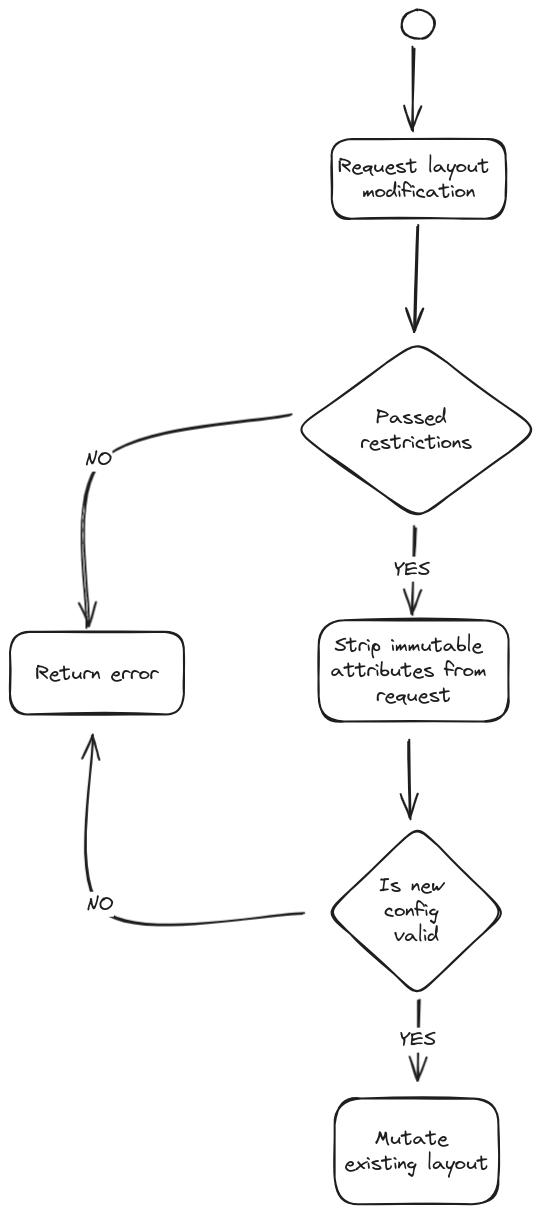 Request layout
modification
Passed
restrictions
NO
YES
Return error
Strip immutable
attributes from
request
Is new
config
valid
NO
YES
Mutate
existing layout